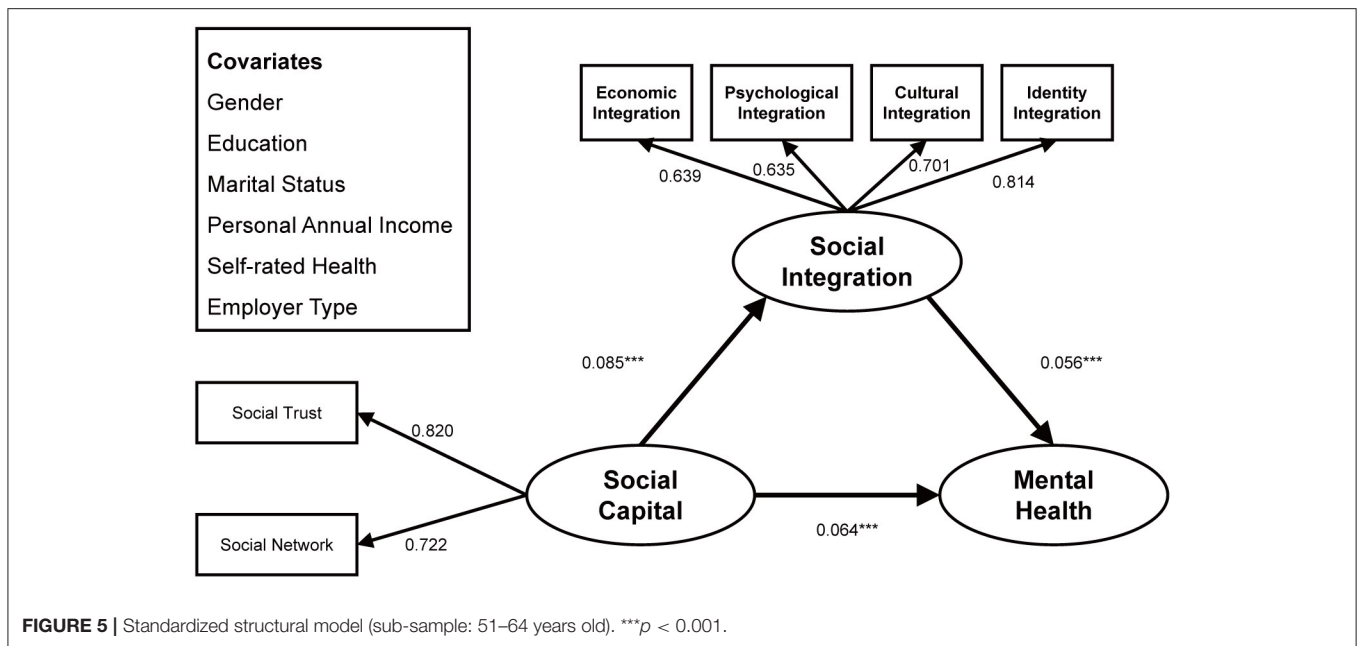 Covariates
Gender
Education
Marital Status
Personal Annual Income
Self-rated Health
Employer Type
Economic
Integration
Psychological
Integration
Cultural
Integration
Identity
Integration
0.639
0.635
0.701
0.814
Social
Integration
0.085***
0.056***
Social Trust
0.820
Social
Capital
Mental
Health
0.064***
Social Network
0.722
FIGURE 5 | Standardized structural model (sub-sample: 51–64 years old). ***p < 0.001.